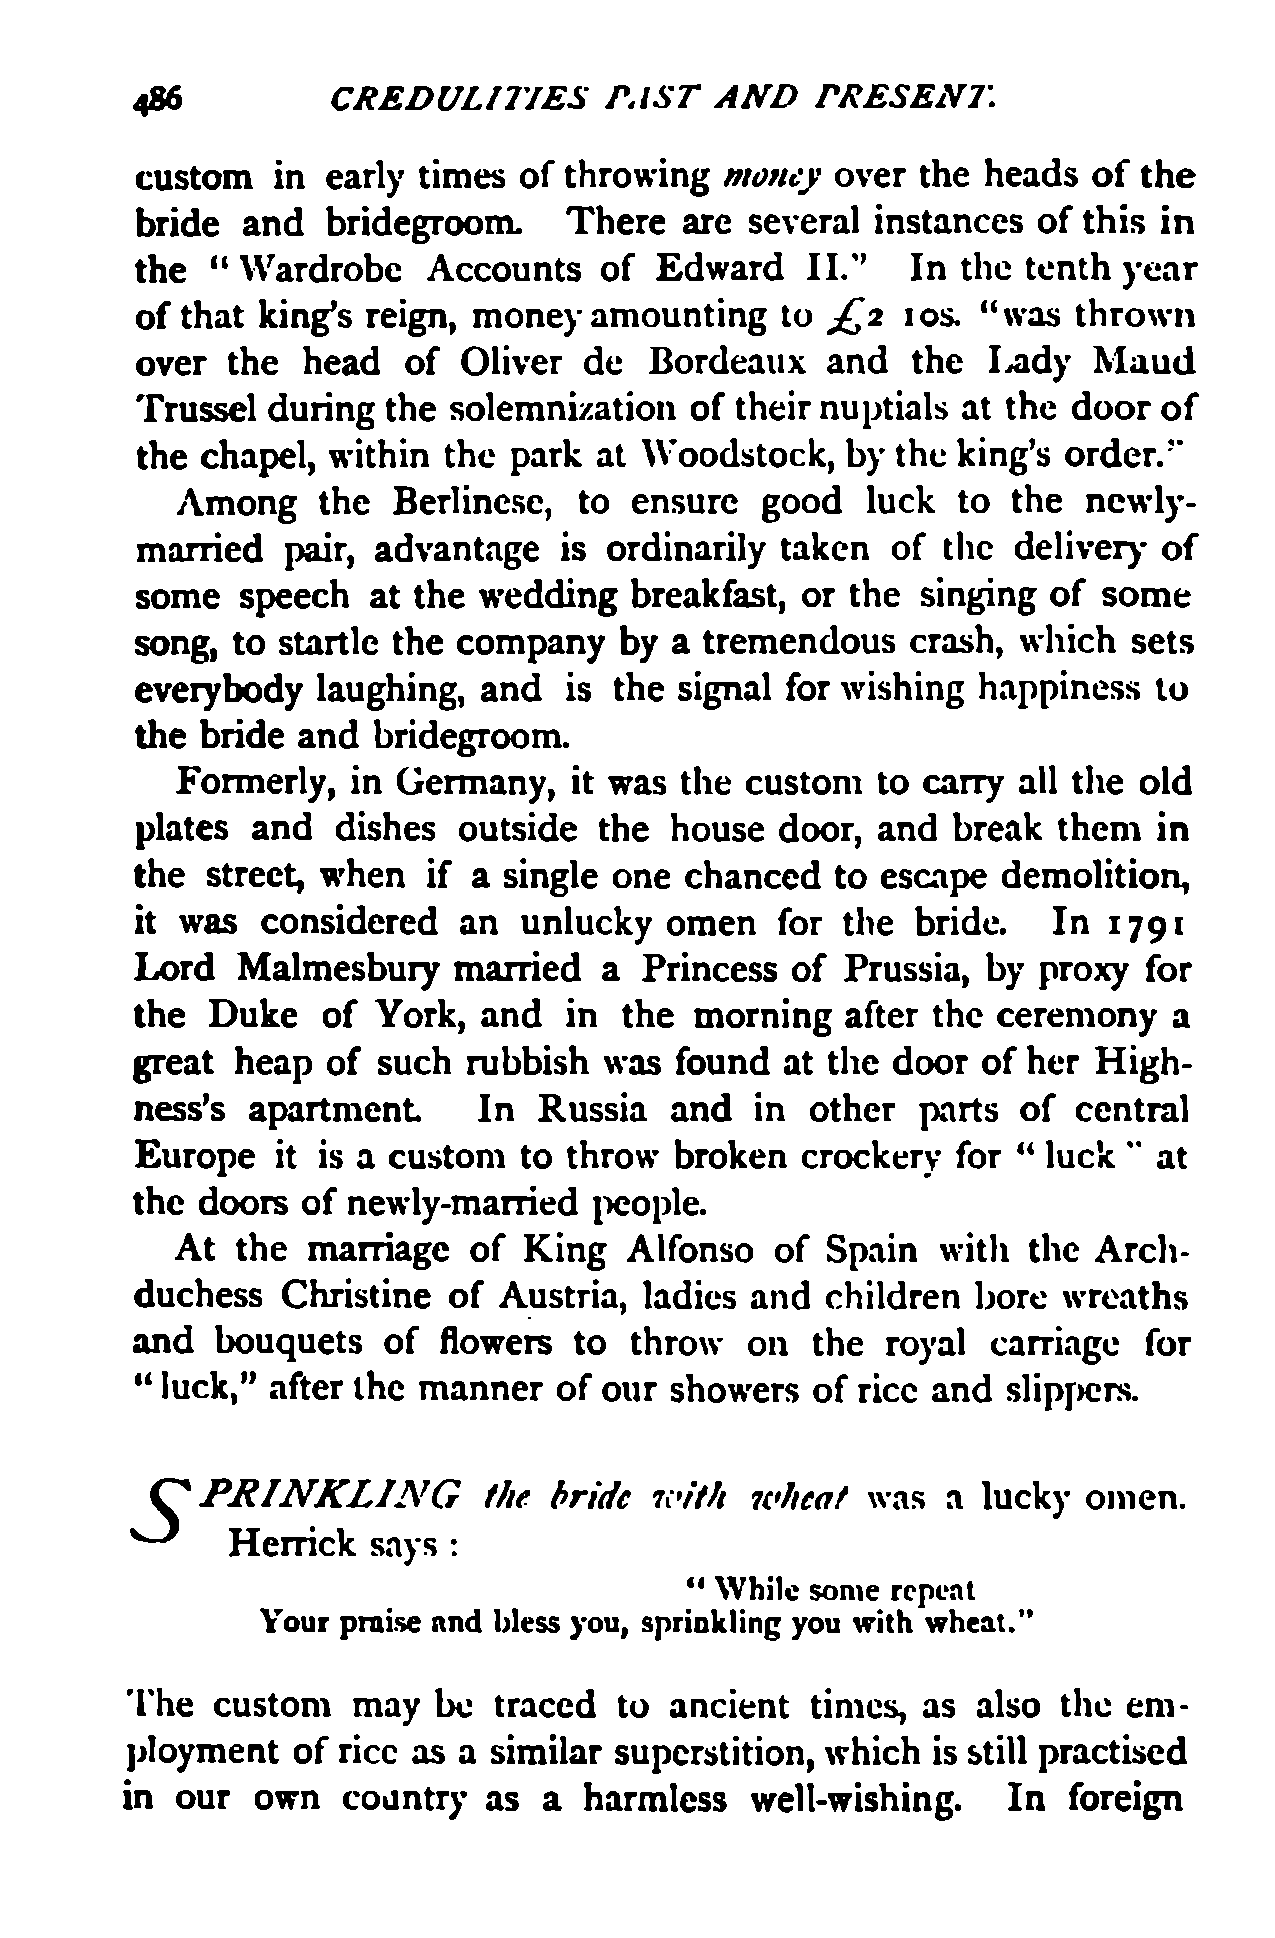 486 CREDULITIES PAST AND PRESENT.
custom in early times of throwing money over the heads of the
bride and bridegroom. There are several instances of this in
the “ Wardrobe Accounts of Edward II.” In the tenth year
of that king's reign, money amounting to £2 10s. “was thrown
over the head of Oliver de Bordeaux and the Lady Maud
Trussel during the solemnization of their nuptials at the door of
the chapel, within the park at Woodstock, by the king's order.”
Among the Berlinese, to ensure good luck to the newly-
married pair, advantage is ordinarily taken of the delivery of
some speech at the wedding breakfast, or the singing of some
song, to startle the company by a tremendous crash, which sets
everybody laughing, and is the signal for wishing happiness to
the bride and bridegroom.
Formerly, in Germany, it was the custom to carry all the old
plates and dishes outside the house door, and break them in
the street, when if a single one chanced to escape demolition,
it was considered an unlucky omen for the bride. In 1791
Lord Malmesbury married a Princess of Prussia, by proxy for
the Duke of York, and in the morning after the ceremony a
great heap of such rubbish was found at the door of her High-
ness's apartment. In Russia and in other parts of central
Europe it is a custom to throw broken crockery for “ luck ” at
the doors of newly-married people.
At the marriage of King Alfonso of Spain with the Arch-
duchess Christine of Austria, ladies and children bore wreaths
and bouquets of flowers to throw on the royal carriage for
“ luck,” after the manner of our showers of rice and slippers.
SPRINKLING the bride with wheat was a lucky omen.
Herrick says :
“ While some repeat
Your praise and bless you, sprinkling you with wheat.”
The custom may be traced to ancient times, as also the em-
ployment of rice as a similar superstition, which is still practised
in our own country as a harmless well-wishing. In foreign